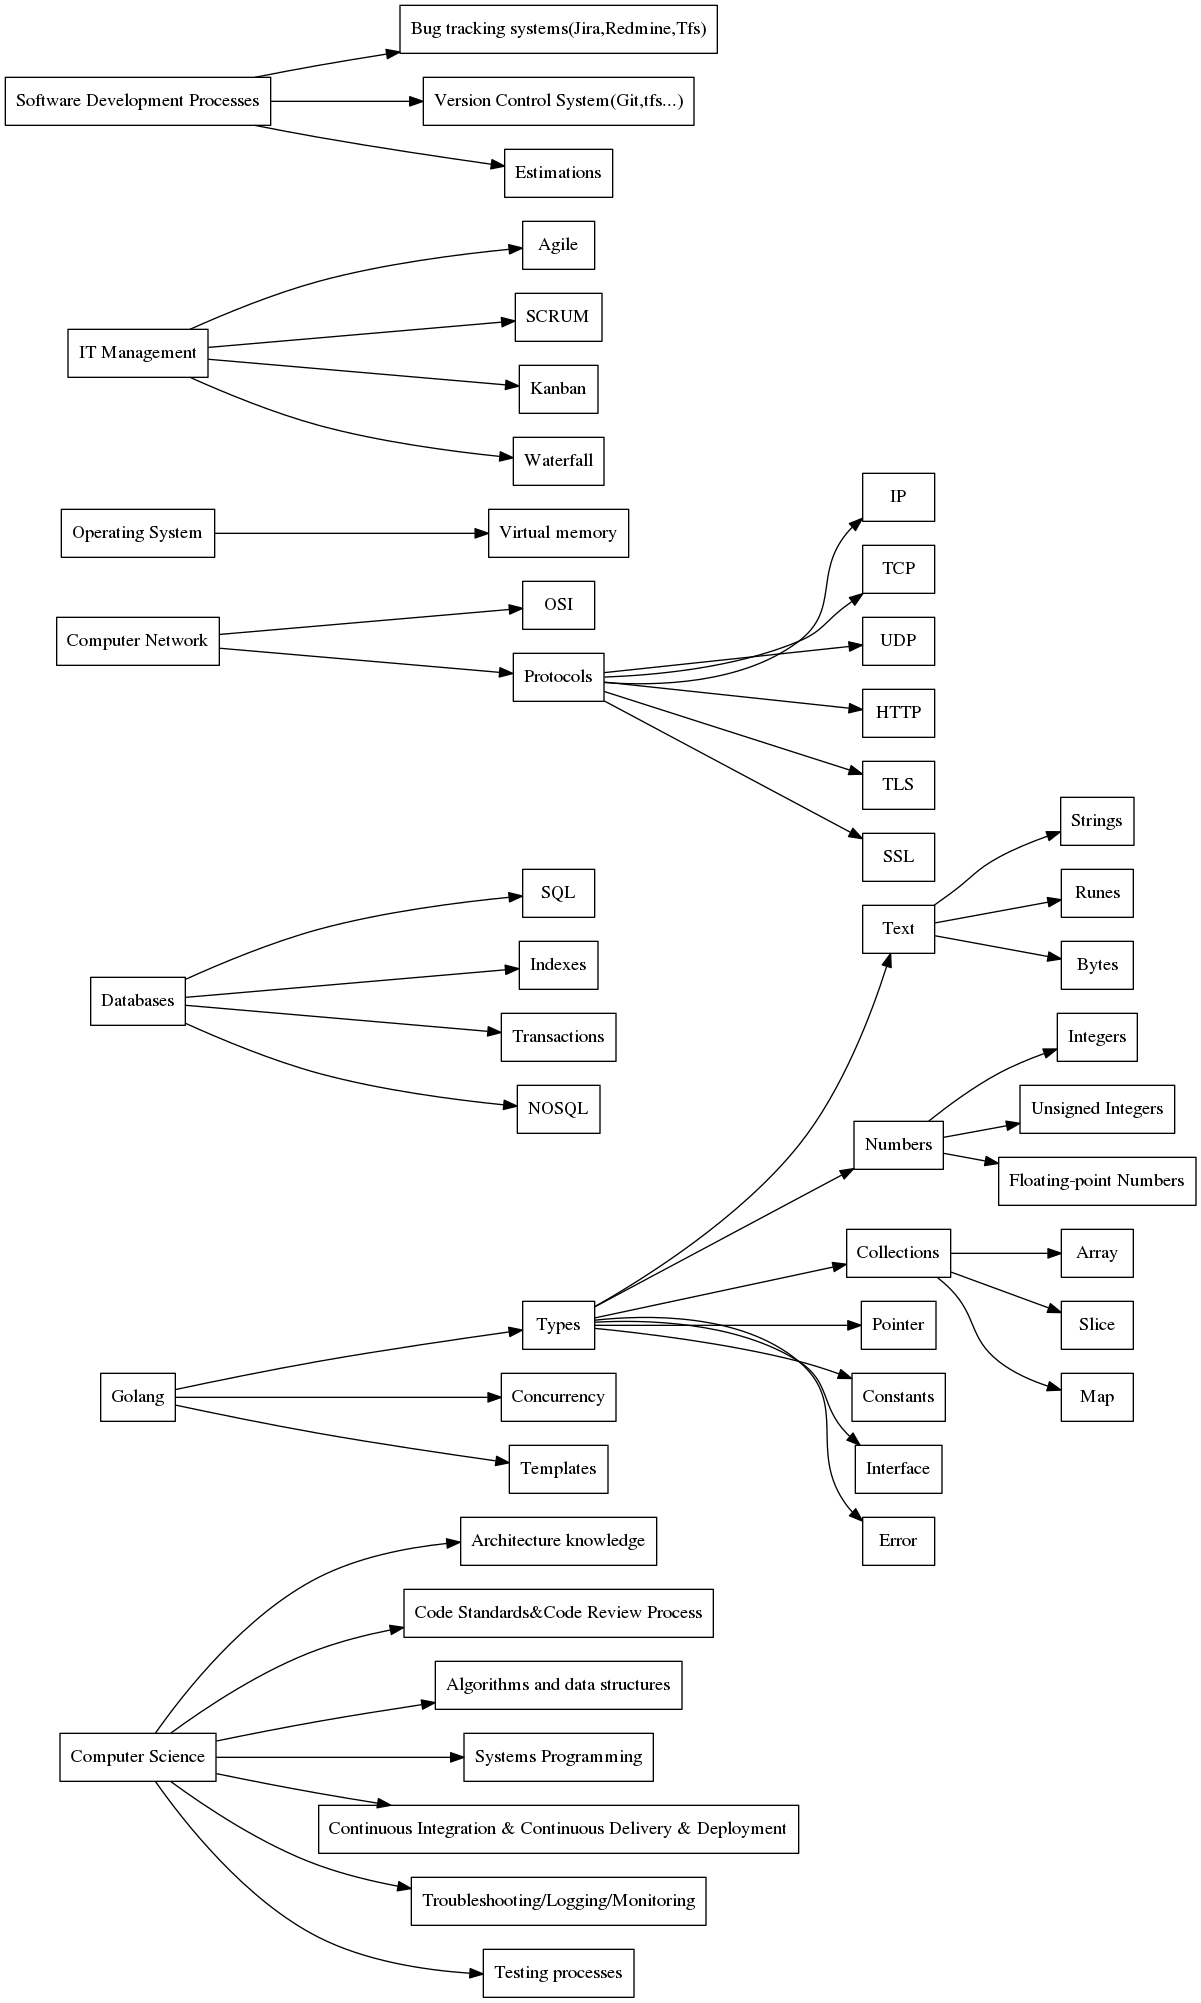 Bug tracking systems(Jira,Redmine,Tfs)
Software Development Processes
Version Control System(Git,tfs...)
Estimations
Agile
SCRUM
IT Management
Kanban
Waterfall
IP
Operating System
Virtual memory
TCP
OSI
Computer Network
UDP
Protocols
HTTP
TLS
Strings
SSL
SQL
Runes
Text
Indexes
Bytes
Databases
Transactions
Integers
NOSQL
Unsigned Integers
Numbers
Floating-point Numbers
Collections
Array
Types
Pointer
Slice
Golang
Concurrency
Constants
Map
Templates
Interface
Architecture knowledge
Error
Code Standards&Code Review Process
Algorithms and data structures
Computer Science
Systems Programming
Continuous Integration & Continuous Delivery & Deployment
Troubleshooting/Logging/Monitoring
Testing processes